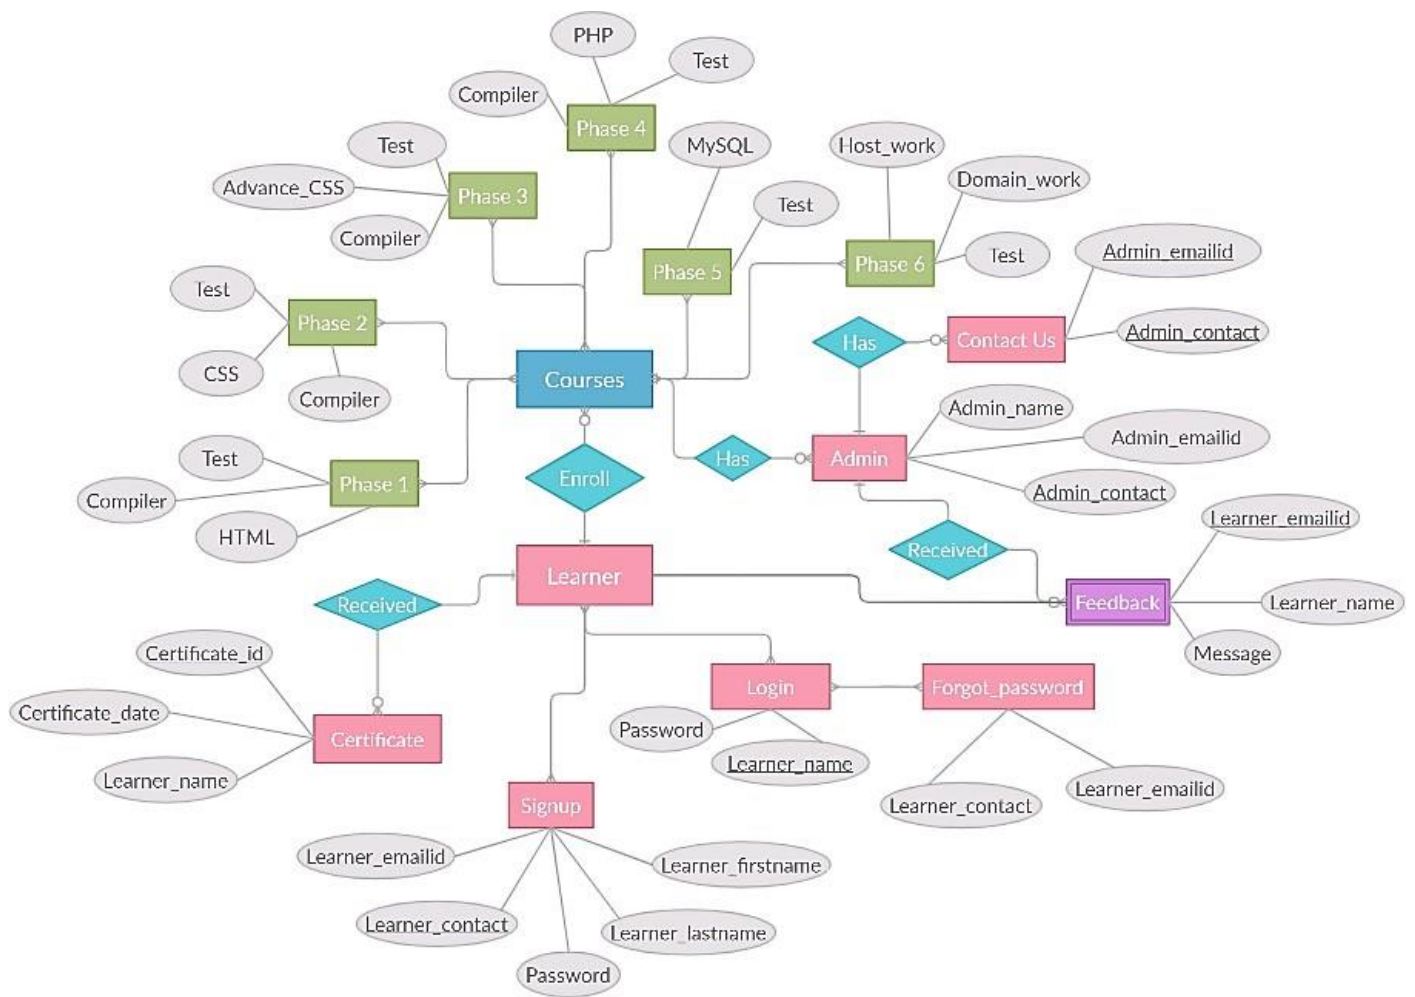 PHP
Test
Compiler
Phase 4
Test
MySQL
Host_work
Advance_CSS
Phase 3
Domain_work
Compiler
Test
Phase 5
Phase 6
Test
Admin_emailid
Test
Phase 2
CSS
Compiler
Courses
Has
Contact Us
Admin_contact
Admin_name
Admin_emailid
Admin_contact
Test
Compiler
Phase 1
HTML
Enroll
Has
Admin
Learner_emailid
Received
Learner
Received
Feedback
Learner_name
Message
Certificate_id
Certificate_date
Certificate
Learner_name
Login
Forgot_password
Password
Learner_name
Learner_contact
Learner_emailid
Signup
Learner_emailid
Learner_firstname
Learner_contact
Learner_lastname
Password